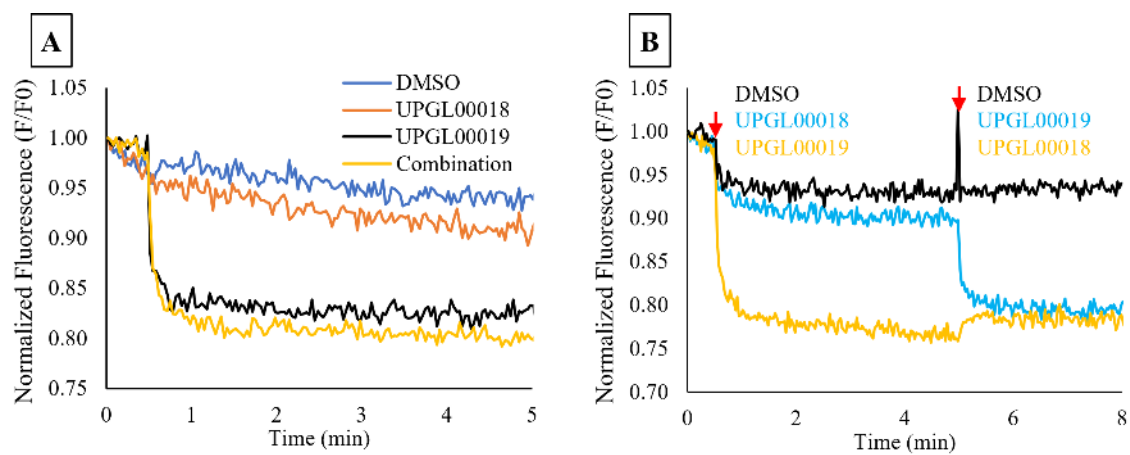 A
Normalized Fluorescence (F/F0)
1.05
1.00
0.95
0.90
0.85
0.80
0.75
DMSO
UPGL00018
UPGL00019
Combination
0 1 2 3 4 5
Time (min)
B
Normalized Fluorescence (F/F0)
1.05
1.00
0.95
0.90
0.85
0.80
0.75
0.70
DMSO
UPGL00018
UPGL00019
DMSO
UPGL00019
UPGL00018
0 2 4 6 8
Time (min)